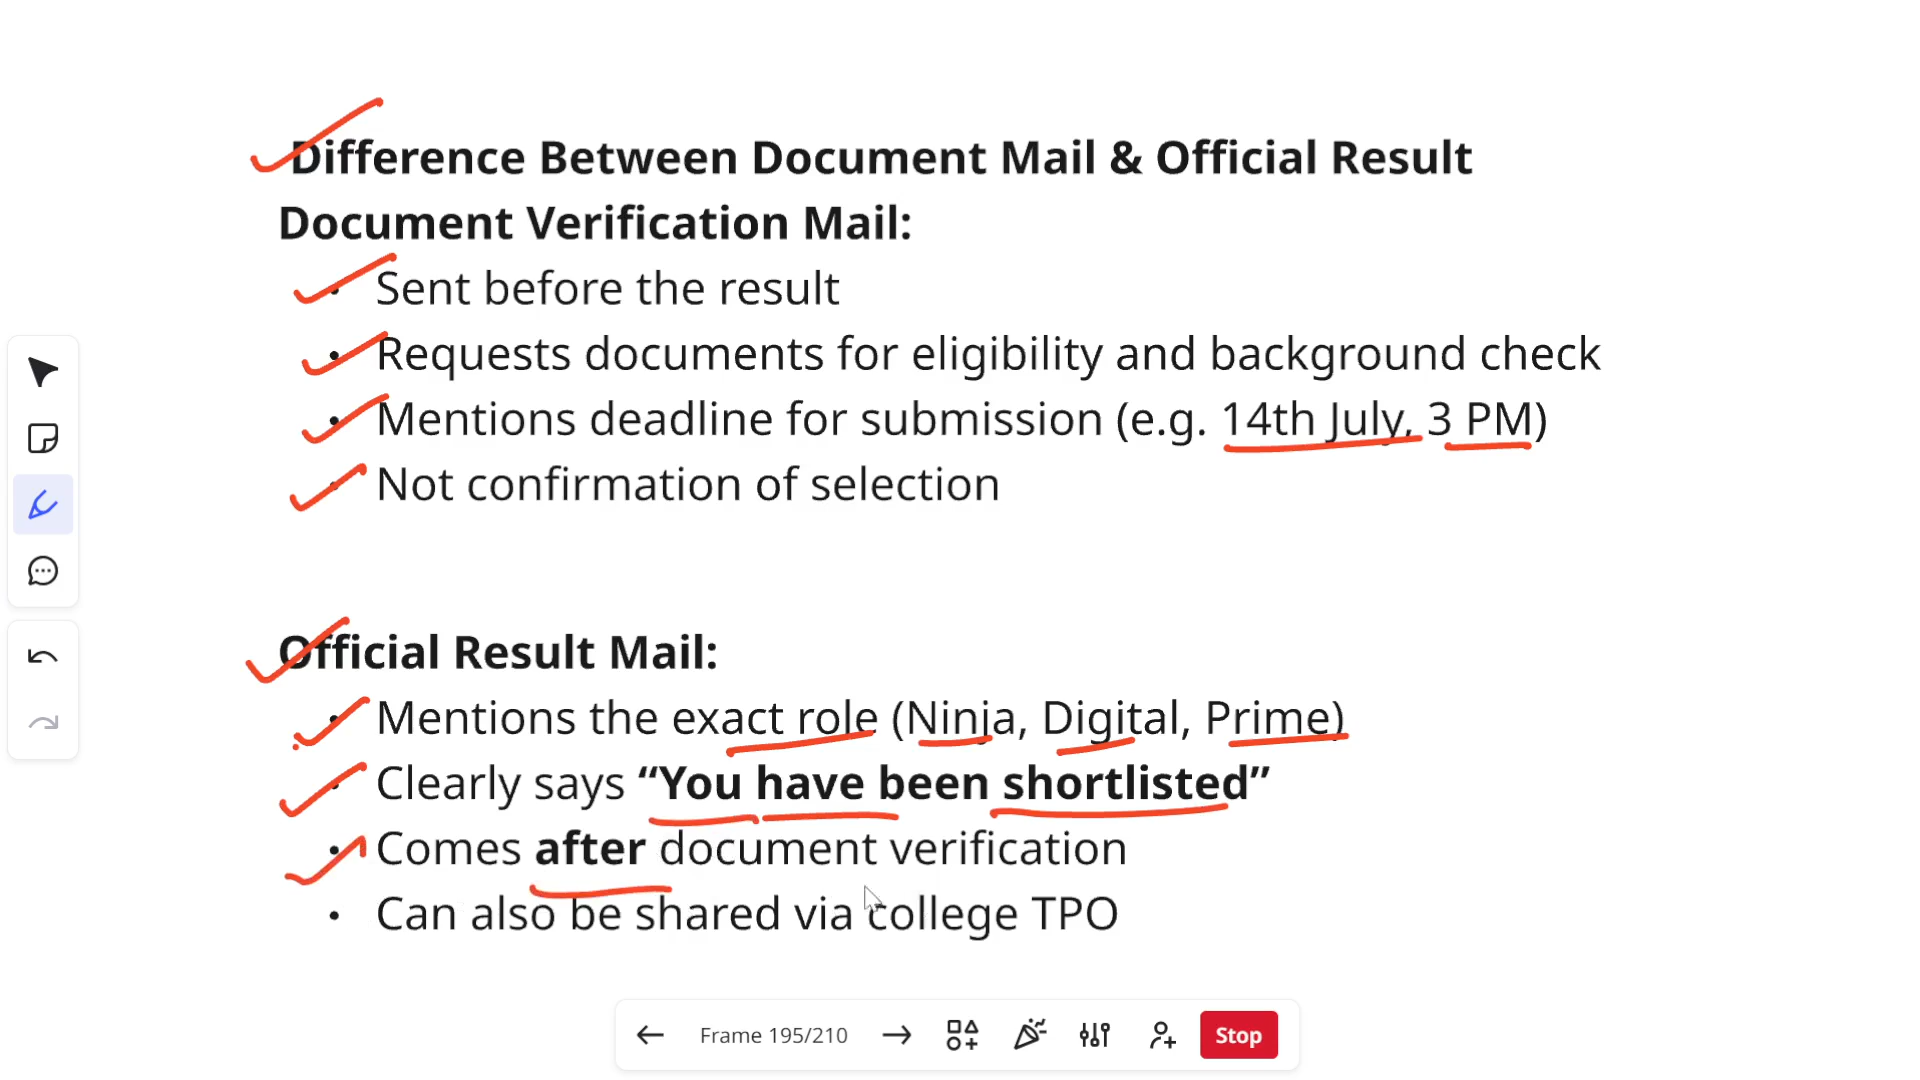 Difference Between Document Mail & Official Result
Document Verification Mail:
• Sent before the result
• Requests documents for eligibility and background check
• Mentions deadline for submission (e.g. 14th July, 3 PM)
• Not confirmation of selection
Official Result Mail:
• Mentions the exact role (Ninja, Digital, Prime)
• Clearly says “You have been shortlisted”
• Comes after document verification
• Can also be shared via college TPO
Frame 195/210
Stop